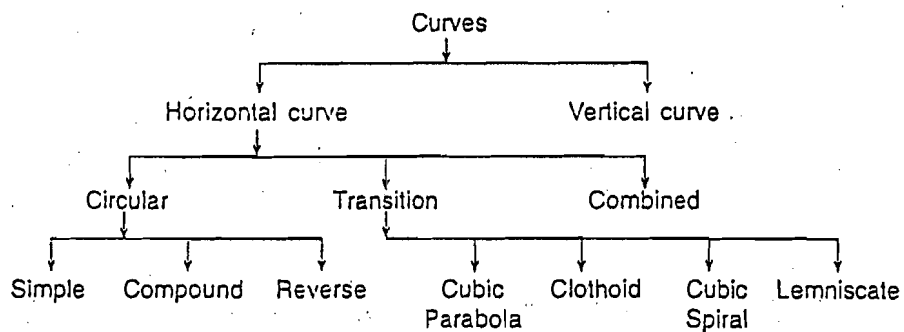 Curves
Horizontal curve Vertical curve
Circular Transition Combined
Simple Compound Reverse Cubic Clothoid Cubic Lemniscate
Parabola Spiral